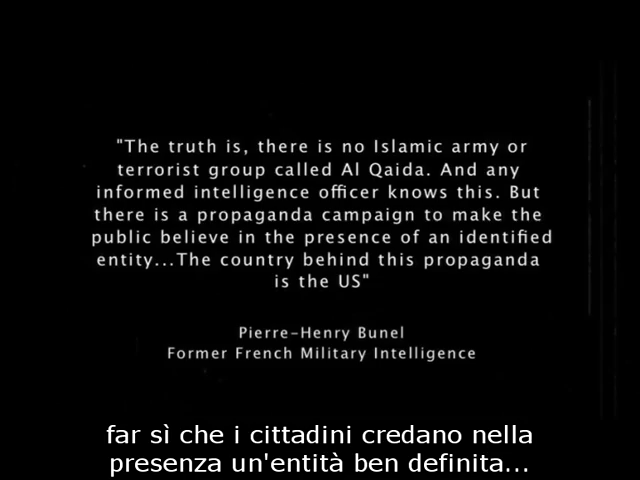 "The truth is, there is no Islamic army or
terrorist group called Al Qaida. And any
informed intelligence officer knows this. But
there is a propaganda campaign to make the
public believe in the presence of an identified
entity...The country behind this propaganda
is the US"
Pierre-Henry Bunel
Former French Military Intelligence
far sì che i cittadini credano nella
presenza un'entità ben definita...